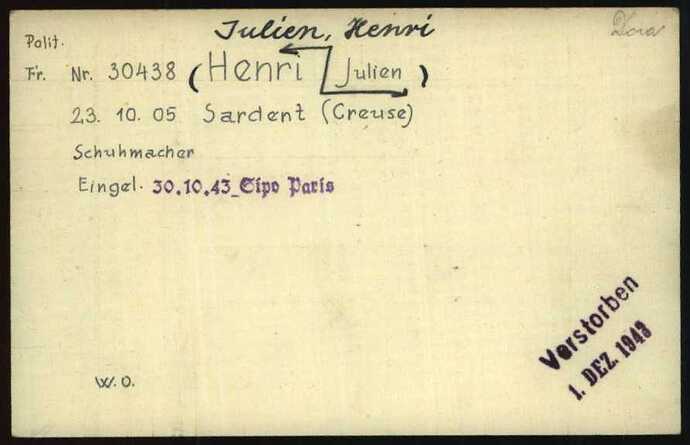 Julien, Henri
Dora
Polit.
Fr. Nr. 30438 (Henri Julien)
23. 10. 05 Sardent (Creuse)
Schuhmacher
Eingel. 30.10.43 Sipo Paris
Verstorben
1. DEZ. 1943
W.O.